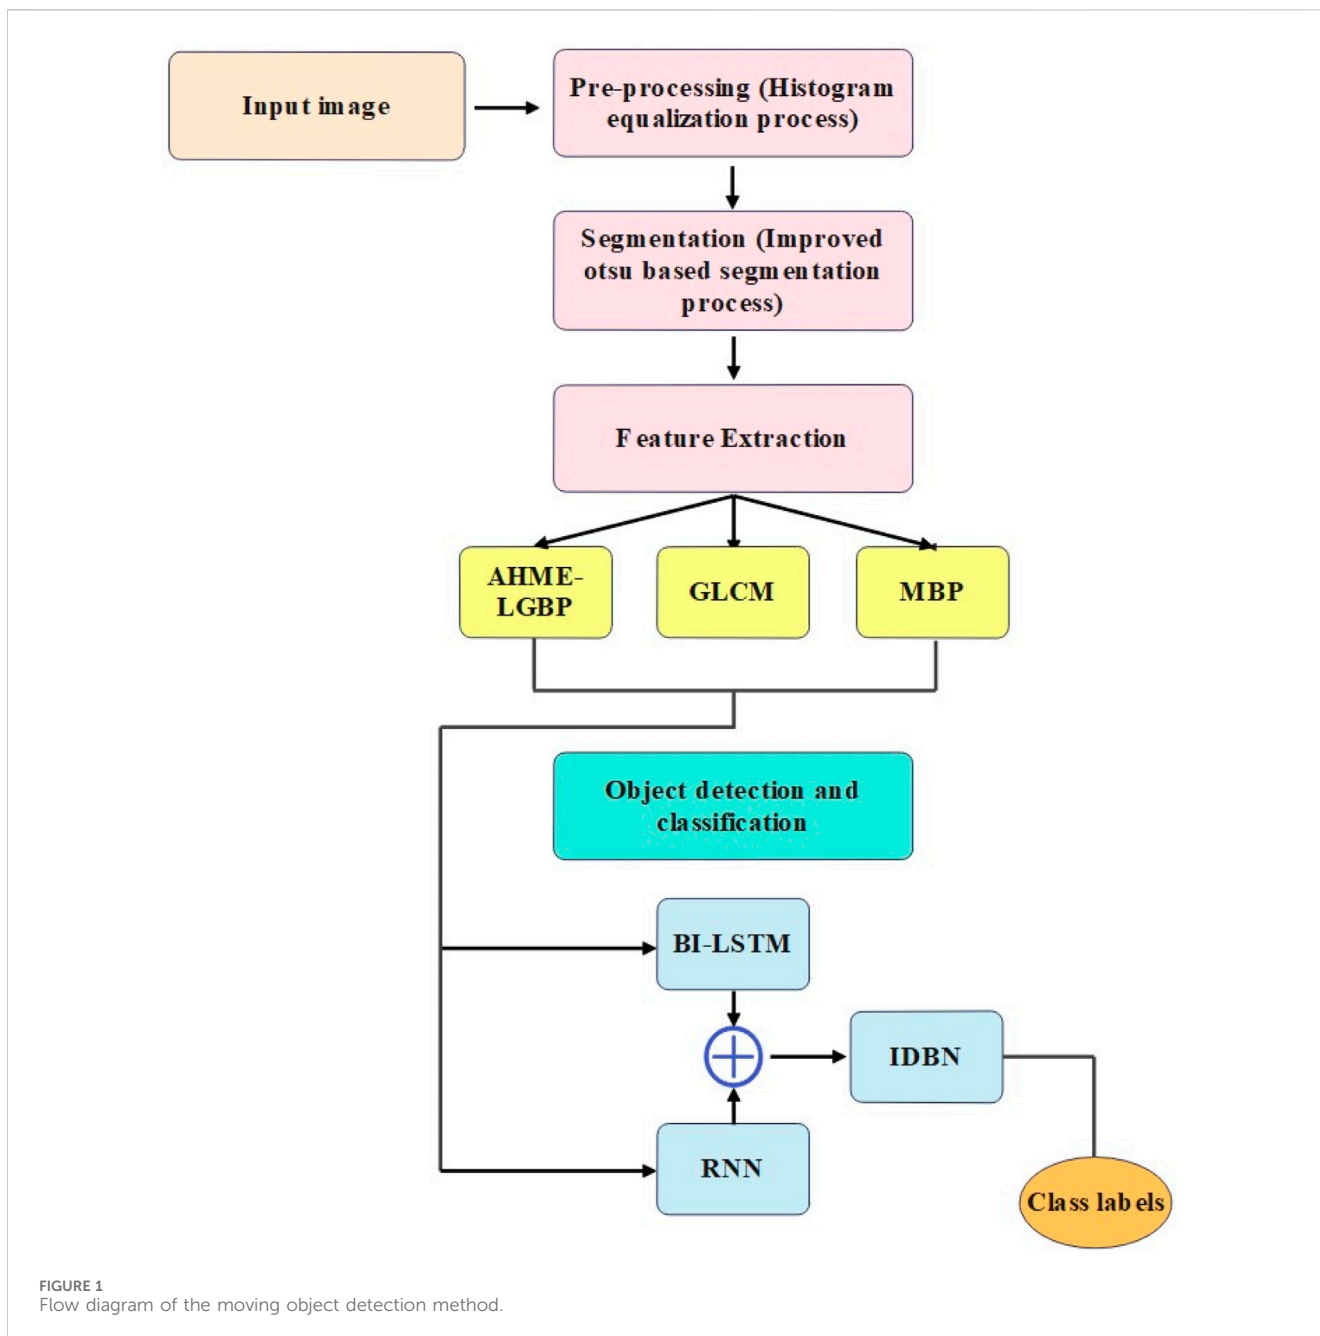 Input image
Pre-processing (Histogram
equalization process)
Segmentation (Improved
otsu based segmentation
process)
Feature Extraction
AHME-
LGBP
GLCM
MBP
Object detection and
classification
BI-LSTM
IDBN
RNN
Class labels
FIGURE 1
Flow diagram of the moving object detection method.